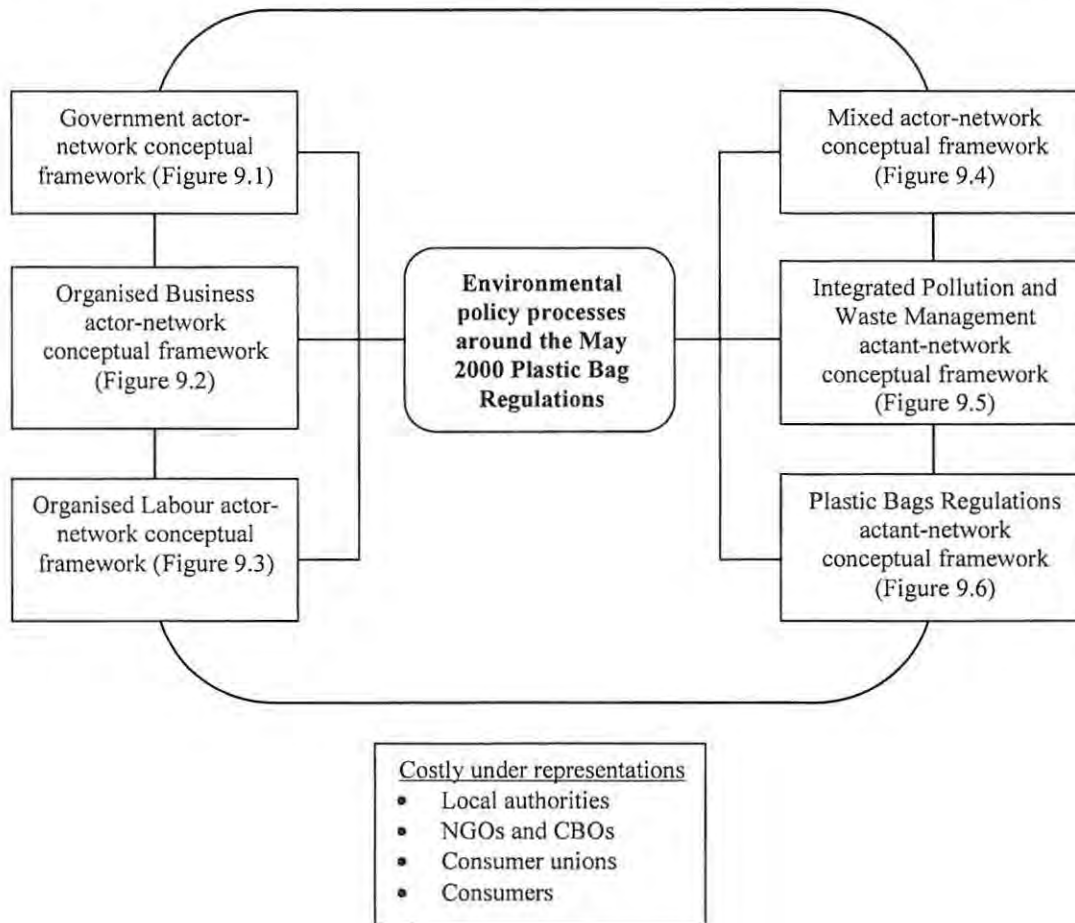 Government actor-
network conceptual
framework (Figure 9.1)
Organised Business
actor-network
conceptual framework
(Figure 9.2)
Organised Labour actor-
network conceptual
framework (Figure 9.3)
Environmental
policy processes
around the May
2000 Plastic Bag
Regulations
Mixed actor-network
conceptual framework
(Figure 9.4)
Integrated Pollution and
Waste Management
actant-network
conceptual framework
(Figure 9.5)
Plastic Bags Regulations
actant-network
conceptual framework
(Figure 9.6)
Costly under representations
• Local authorities
• NGOs and CBOs
• Consumer unions
• Consumers